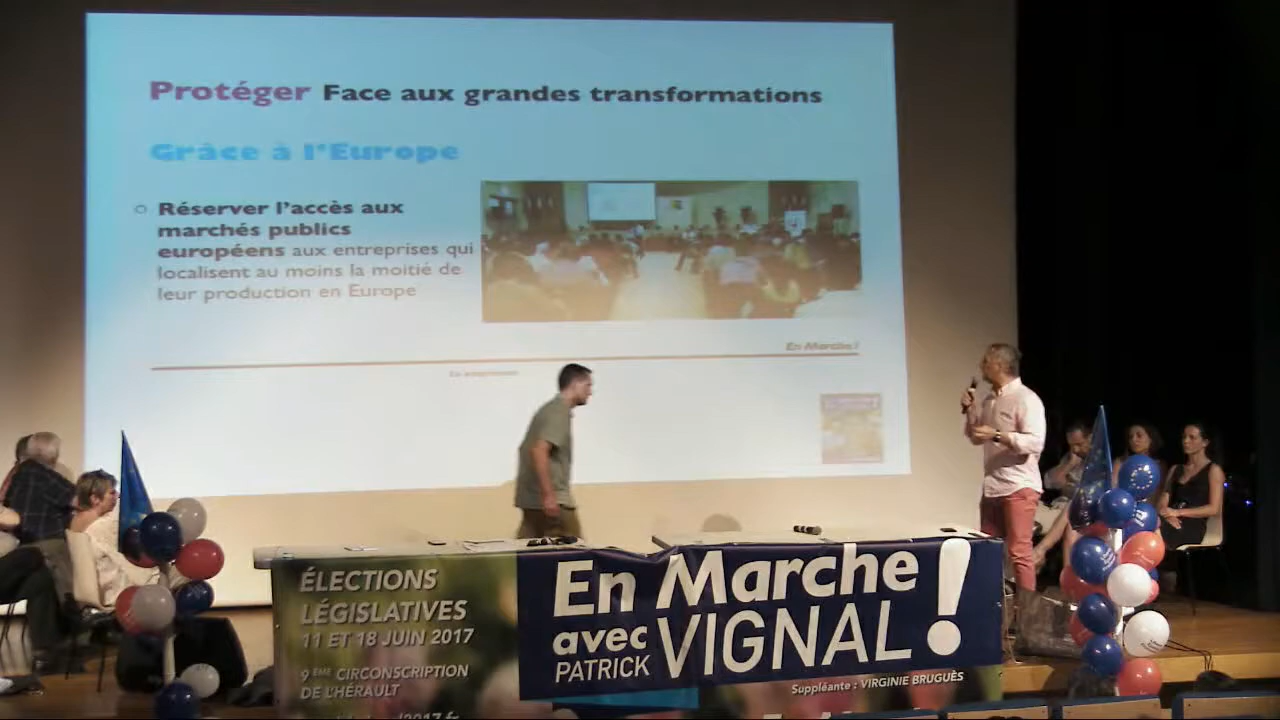 Protéger Face aux grandes transformations
Grâce à l'Europe
Réserver l'accès aux
marchés publics
européens aux entreprises qui
localisent au moins la moitié de
leur production en Europe
En Marche !
ÉLECTIONS
LÉGISLATIVES
11 ET 18 JUIN 2017
9 ÈME CIRCONSCRIPTION
DE L'HÉRAULT
En Marche !
avec
PATRICK VIGNAL
Suppléante : VIRGINIE BRUGUÈS